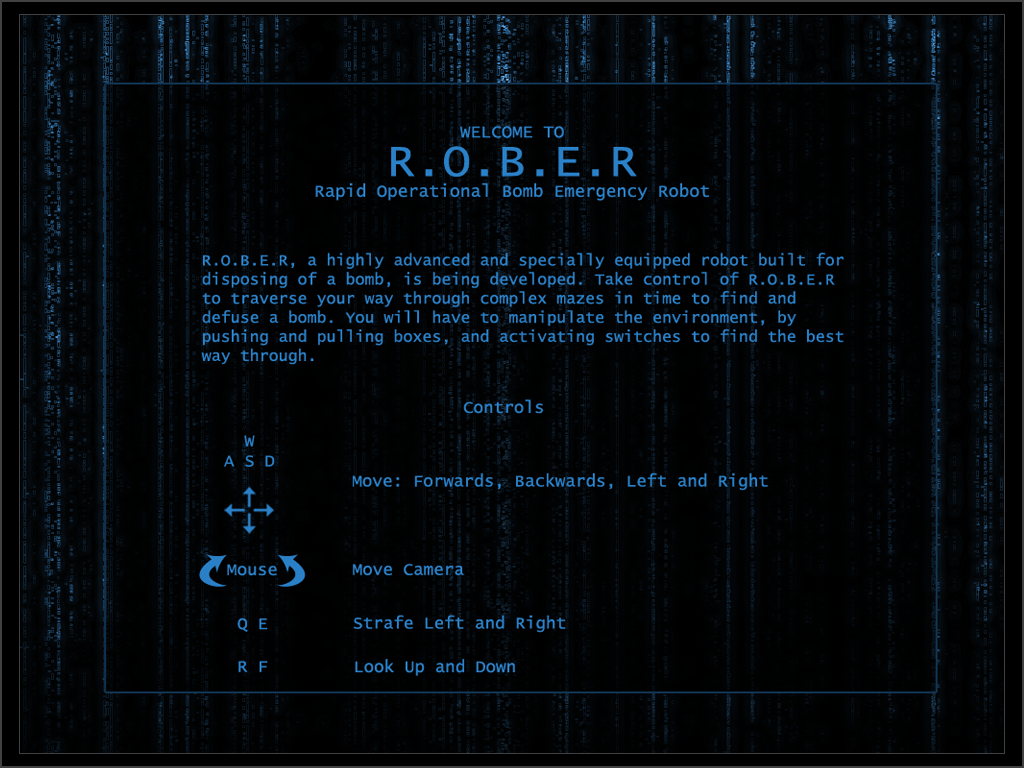 WELCOME TO
R.O.B.E.R
Rapid Operational Bomb Emergency Robot
R.O.B.E.R, a highly advanced and specially equipped robot built for
disposing of a bomb, is being developed. Take control of R.O.B.E.R
to traverse your way through complex mazes in time to find and
defuse a bomb. You will have to manipulate the environment, by
pushing and pulling boxes, and activating switches to find the best
way through.
Controls
W
A S D
Move: Forwards, Backwards, Left and Right
Mouse Move Camera
Q E Strafe Left and Right
R F Look Up and Down